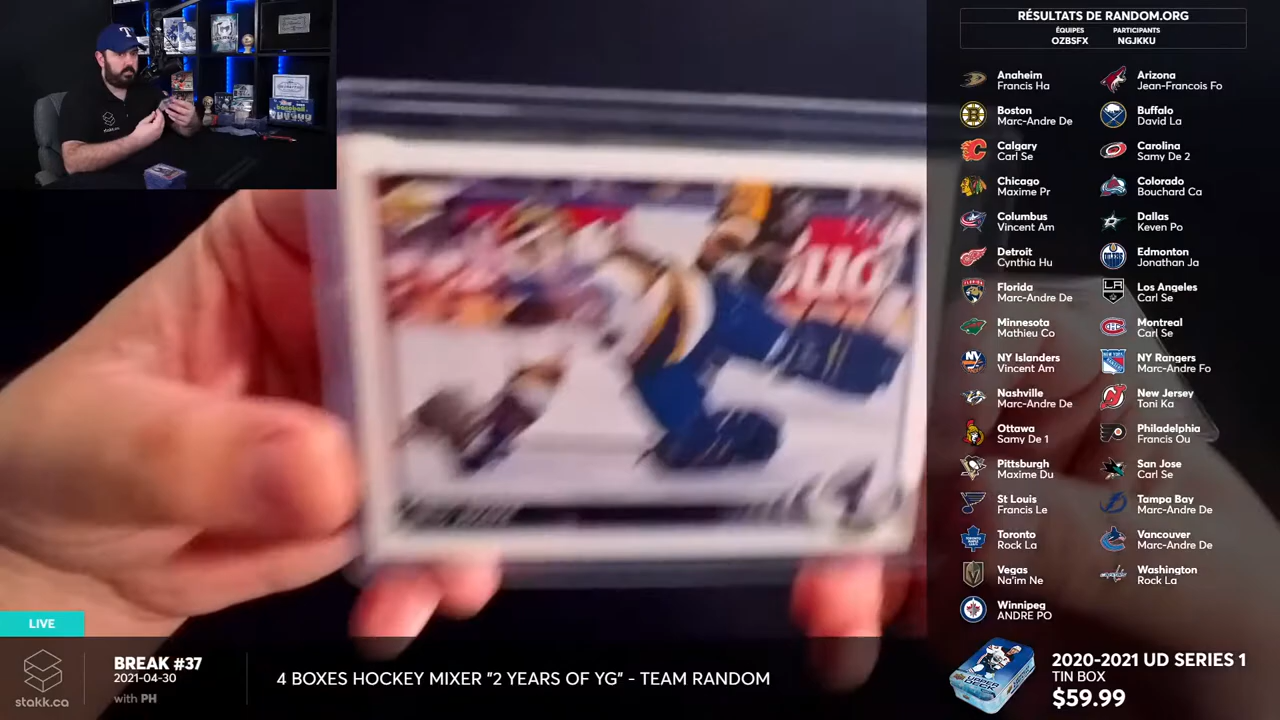 RÉSULTATS DE RANDOM.ORG
ÉQUIPES
OZBSFX
PARTICIPANTS
NGJKKU
Anaheim
Francis Ha
Arizona
Jean-Francois Fo
Boston
Marc-Andre De
Buffalo
David La
Calgary
Carl Se
Carolina
Samy De 2
Chicago
Maxime Pr
Colorado
Bouchard Ca
Columbus
Vincent Am
Dallas
Keven Po
Detroit
Cynthia Hu
Edmonton
Jonathan Ja
Florida
Marc-Andre De
Los Angeles
Carl Se
Minnesota
Mathieu Co
Montreal
Carl Se
NY Islanders
Vincent Am
NY Rangers
Marc-Andre Fo
Nashville
Marc-Andre De
New Jersey
Toni Ka
Ottawa
Samy De 1
Philadelphia
Francis Ou
Pittsburgh
Maxime Du
San Jose
Carl Se
St Louis
Francis Le
Tampa Bay
Marc-Andre De
Toronto
Rock La
Vancouver
Marc-Andre De
Vegas
Na'im Ne
Washington
Rock La
Winnipeg
ANDRE PO
LIVE
stakk.ca
BREAK #37
2021-04-30
with PH
4 BOXES HOCKEY MIXER "2 YEARS OF YG" - TEAM RANDOM
2020-2021 UD SERIES 1
TIN BOX
$59.99